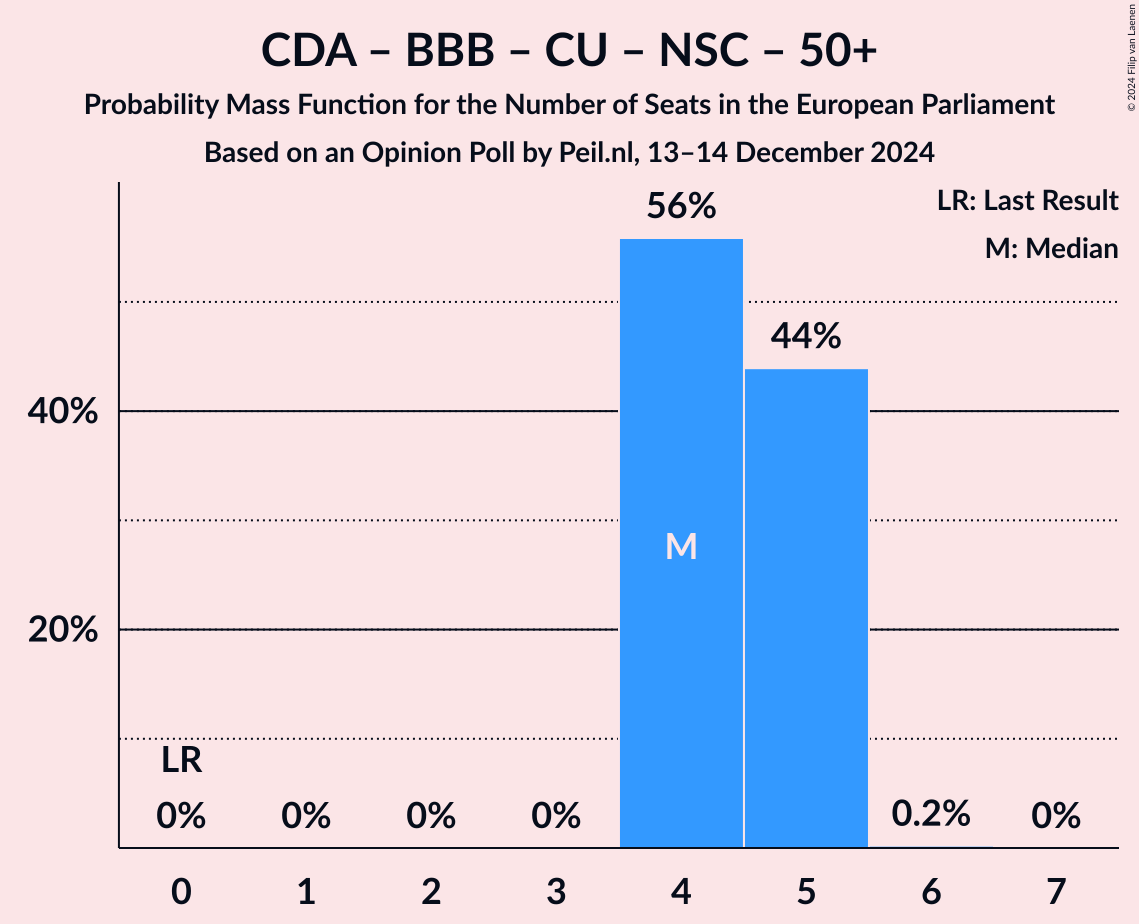 CDA – BBB – CU – NSC – 50+
Probability Mass Function for the Number of Seats in the European Parliament
Based on an Opinion Poll by Peil.nl, 13–14 December 2024
© 2024 Filip van Laenen
LR: Last Result
M: Median
56%
44%
40%
M
20%
LR
0%
0%
0%
0%
0.2%
0%
0
1
2
3
4
5
6
7